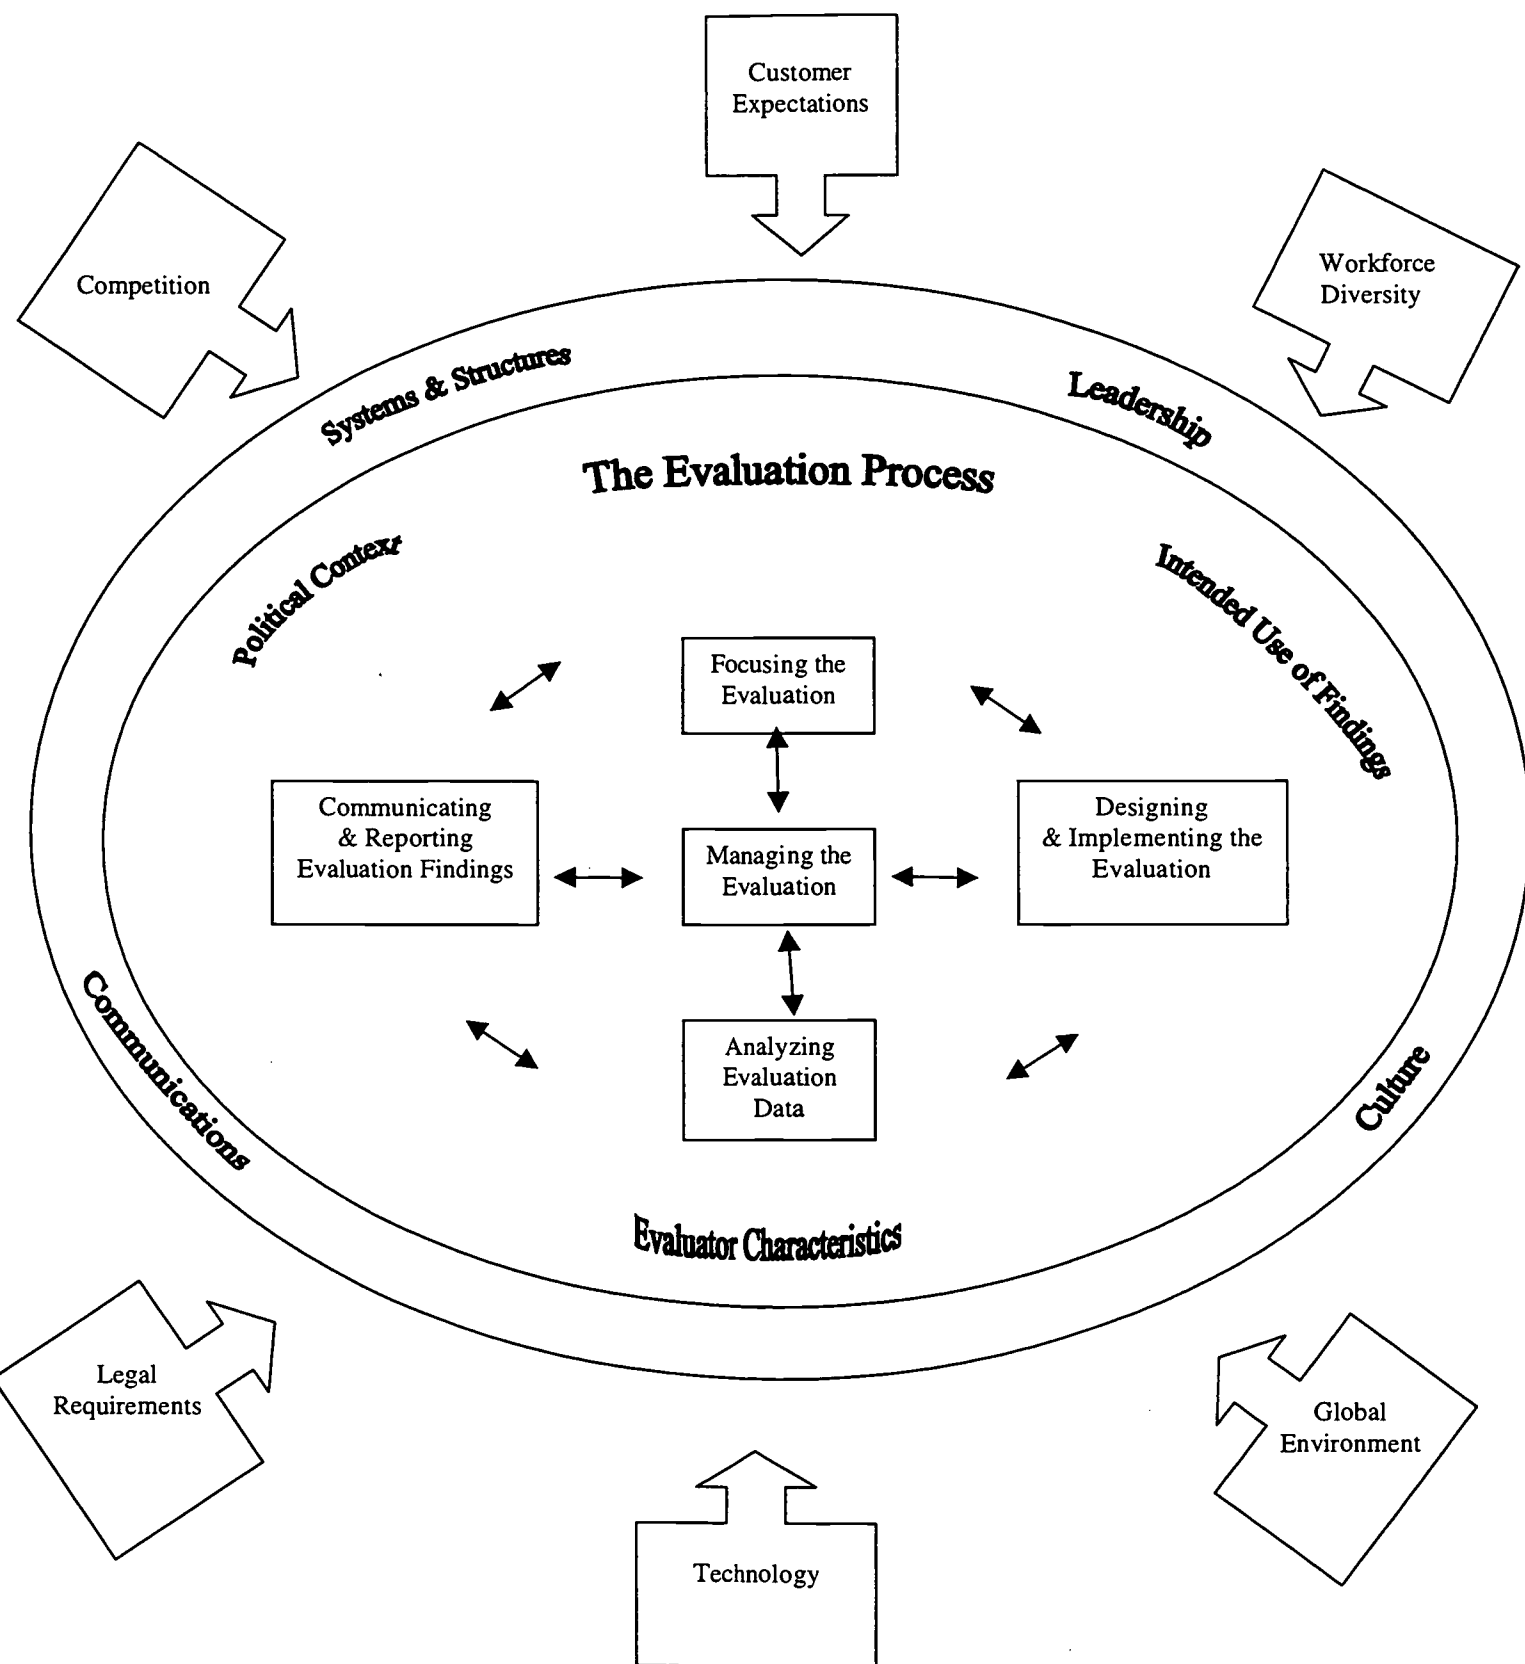 Customer
Expectations
Competition
Workforce
Diversity
Systems & Structures
Leadership
The Evaluation Process
Political Context
Intended Use of Findings
Focusing the
Evaluation
Communicating
& Reporting
Evaluation Findings
Managing the
Evaluation
Designing
& Implementing the
Evaluation
Analyzing
Evaluation
Data
Communications
Culture
Evaluator Characteristics
Legal
Requirements
Global
Environment
Technology